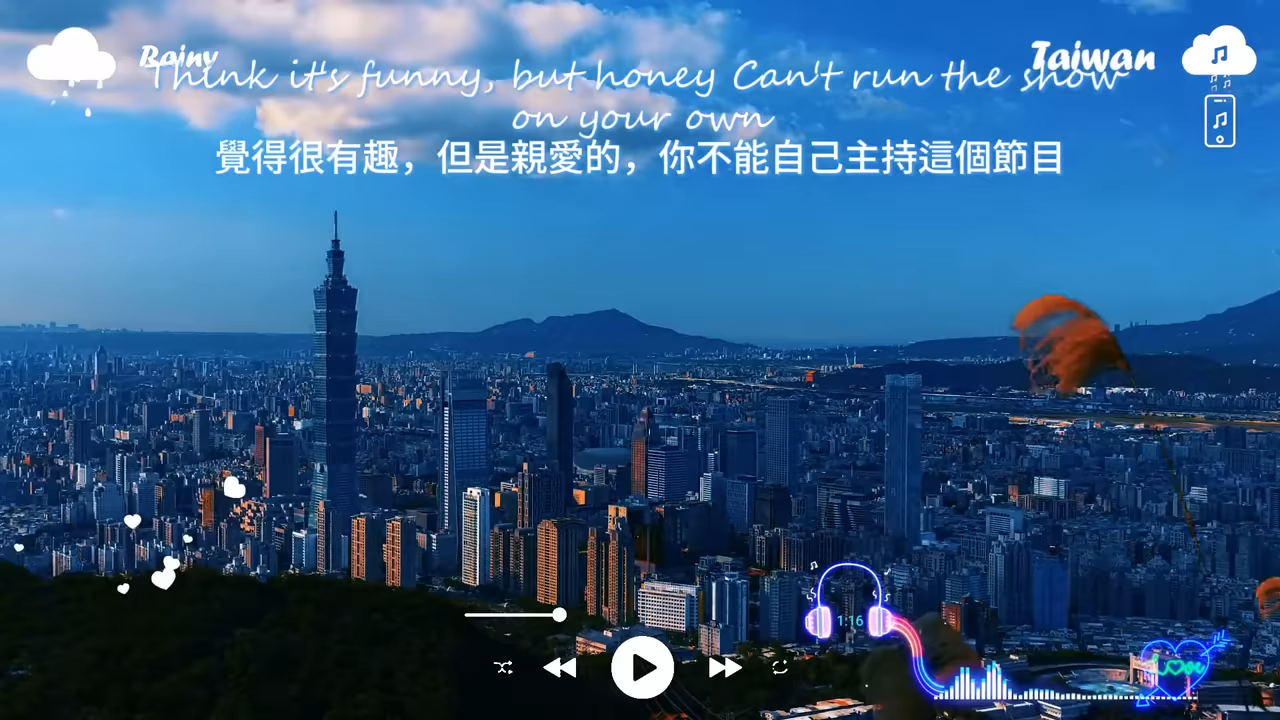 Rainy
Taiwan
Think it's funny, but honey Can't run the show
on your own
覺得很有趣，但是親愛的，你不能自己主持這個節目
1:16
Love